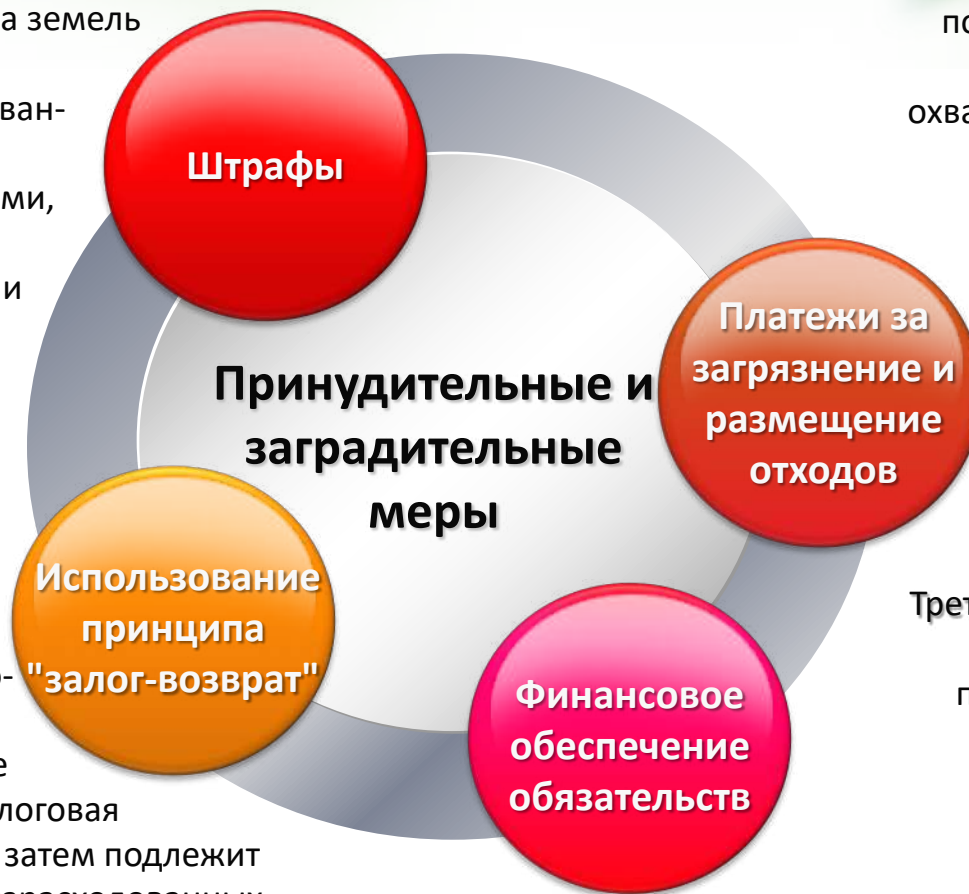 а земель
ван-
ми,
и
Штрафы
по
охва
Платежи за
загрязнение и
размещение
отходов
Принудительные и
заградительные
меры
Использование
принципа
"залог-возврат"
Финансовое
обеспечение
обязательств
Трет
п
-
е
логовая
затем подлежит